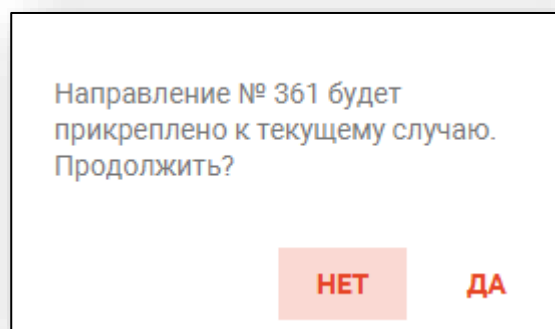 Направление № 361 будет
прикреплено к текущему случаю.
Продолжить?
НЕТ ДА